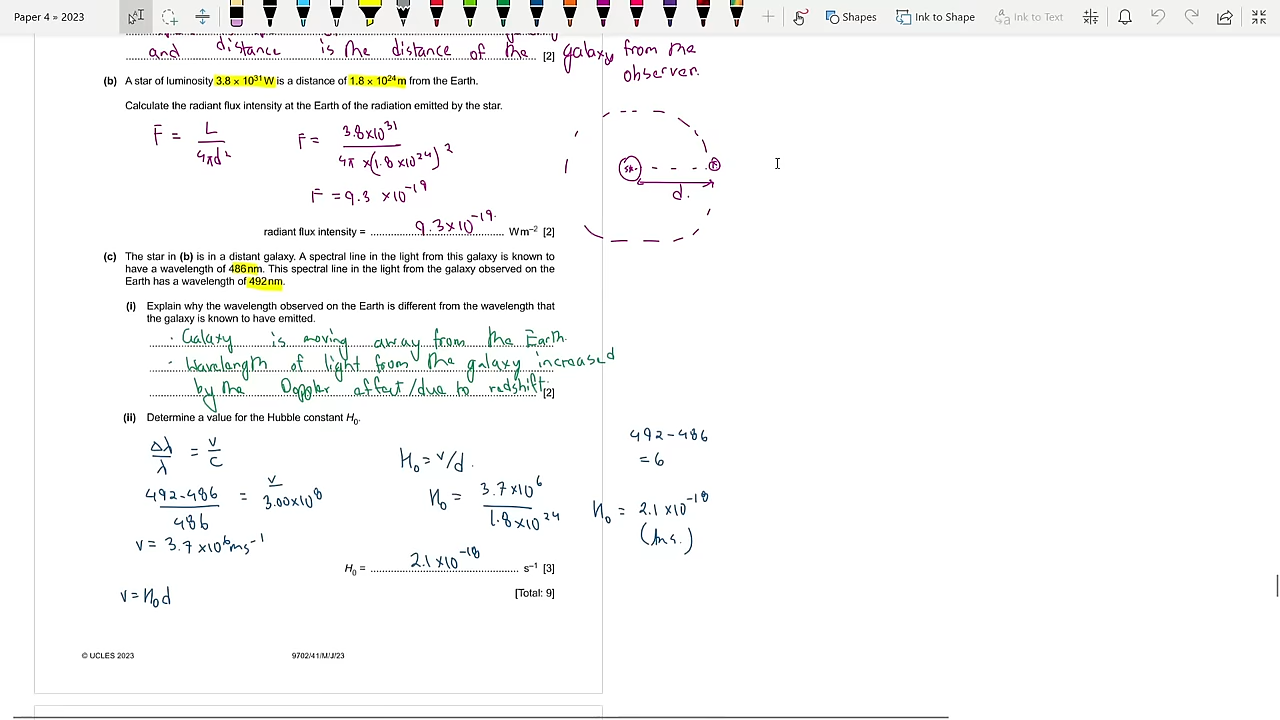 Paper 4 » 2023
Shapes
Ink to Shape
Ink to Text
and distance is the distance of the galaxy from the
[2]
observer.
(b) A star of luminosity 3.8 × 10³¹ W is a distance of 1.8 × 10²⁴ m from the Earth.
Calculate the radiant flux intensity at the Earth of the radiation emitted by the star.
F = L / 4πd²
F = 3.8×10³¹ / 4π × (1.8 × 10²⁴)²
F = 9.3 × 10⁻¹⁹
d.
radiant flux intensity = 9.3×10⁻¹⁹. W m⁻² [2]
(c) The star in (b) is in a distant galaxy. A spectral line in the light from this galaxy is known to
have a wavelength of 486 nm. This spectral line in the light from the galaxy observed on the
Earth has a wavelength of 492 nm.
(i) Explain why the wavelength observed on the Earth is different from the wavelength that
the galaxy is known to have emitted.
· Galaxy is moving away from the Earth.
- Wavelength of light from the galaxy increased
by the Doppler effect/due to redshift. [2]
(ii) Determine a value for the Hubble constant H₀.
Δλ / λ = v / c
492-486 / 486 = v / 3.00×10⁸
v = 3.7×10⁶ms⁻¹
v = H₀d
H₀ = v/d.
H₀ = 3.7×10⁶ / 1.8×10²⁴
492-486
= 6
H₀ = 2.1 ×10⁻¹⁸
(Ans.)
H₀ = 2.1 ×10⁻¹⁸ s⁻¹ [3]
[Total: 9]
© UCLES 2023
9702/41/M/J/23